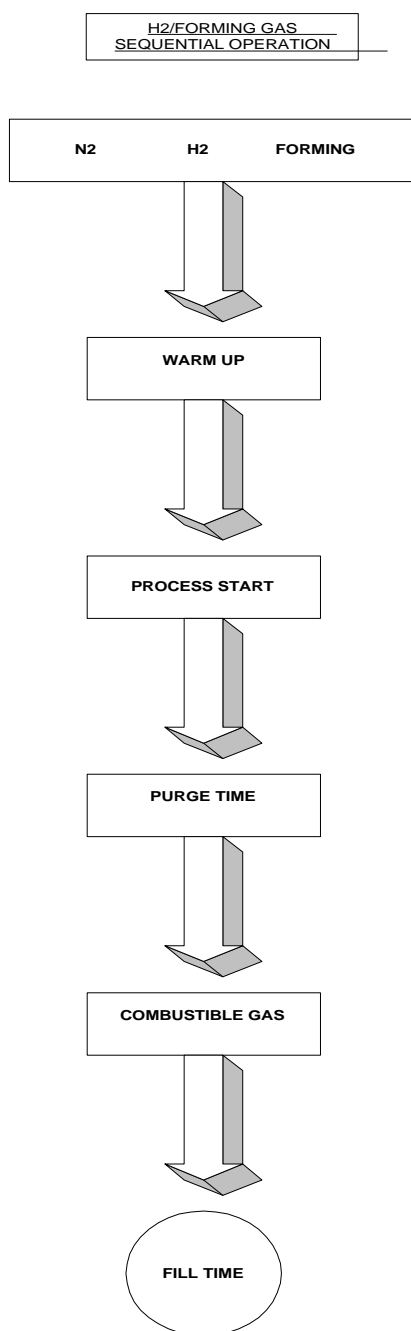 H2/FORMING GAS
SEQUENTIAL OPERATION
N2 H2 FORMING
WARM UP
PROCESS START
PURGE TIME
COMBUSTIBLE GAS
FILL TIME